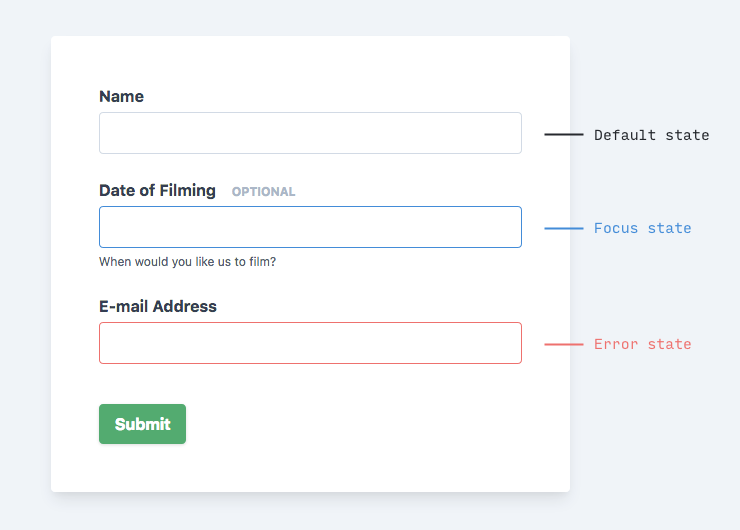 Name
Default state
Date of Filming OPTIONAL
Focus state
When would you like us to film?
E-mail Address
Error state
Submit